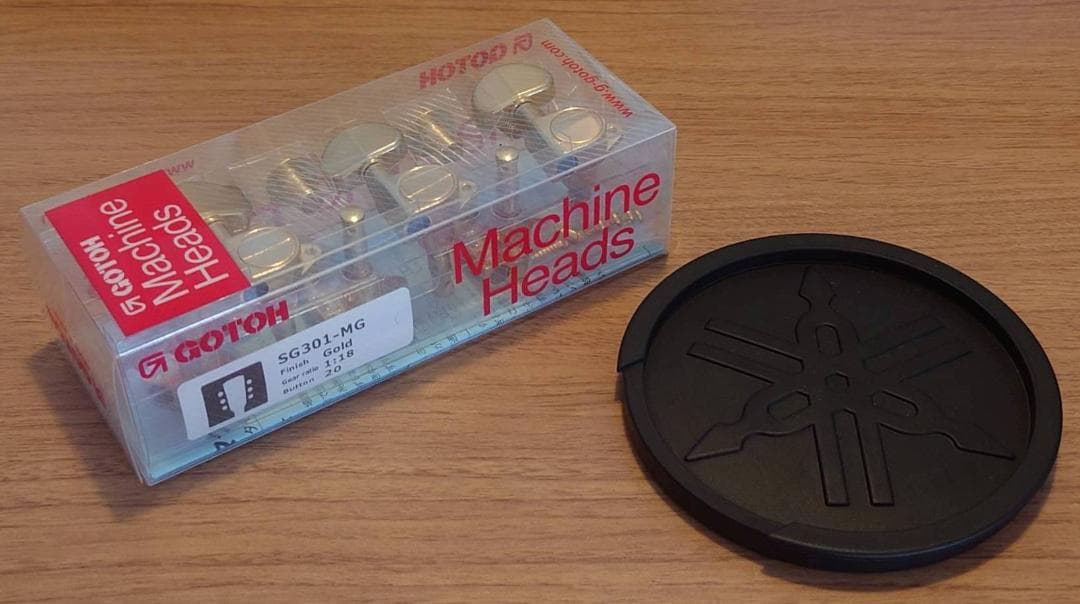 GOTOH
www.g-gotoh.com
GOTOH
Machine
Heads
Machine
Heads
GOTOH
SG301-MG
Finish Gold
Gear ratio 1:18
Button 20